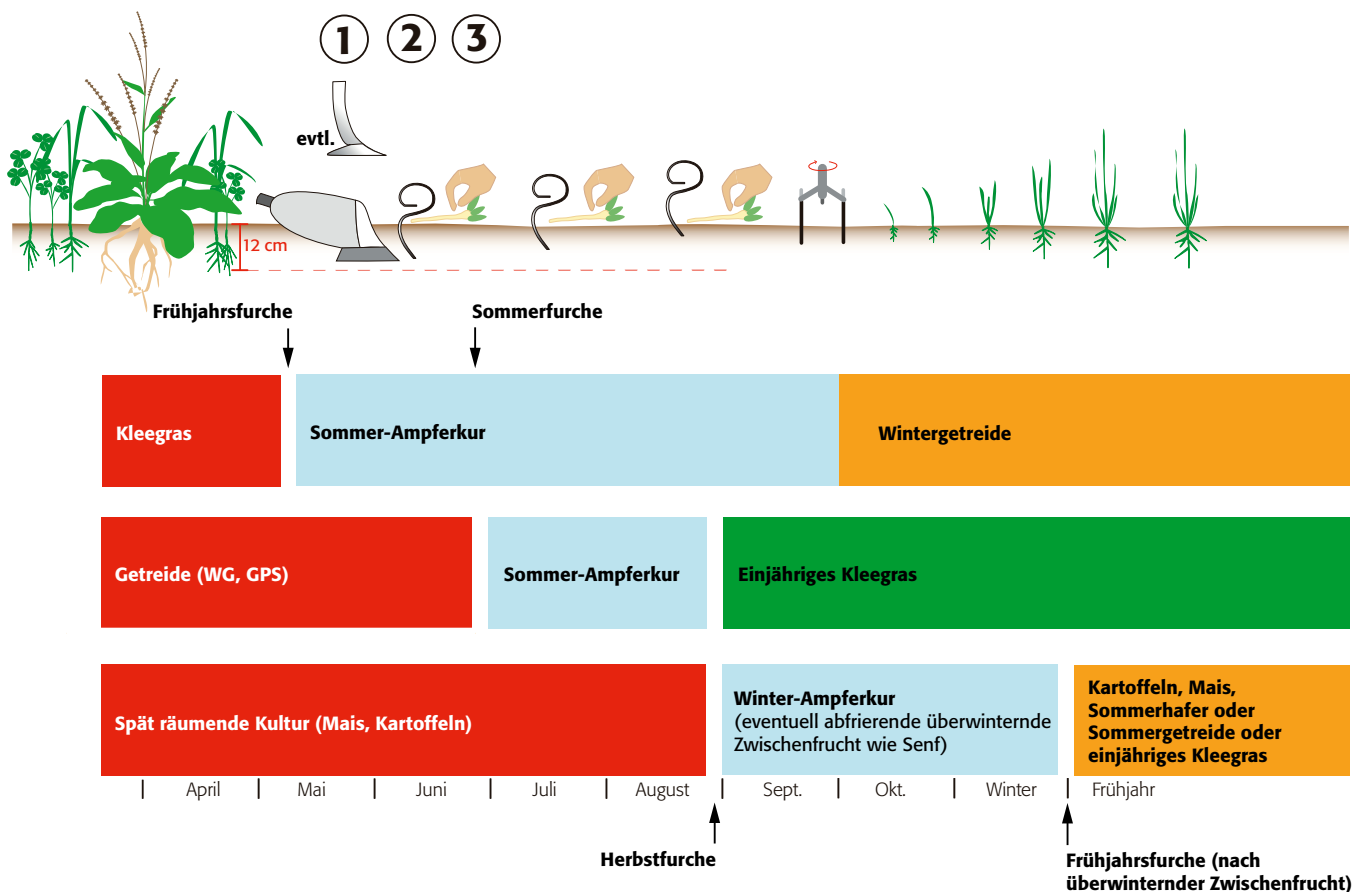 1 2 3
evtl.
12 cm
Frühjahrsfurche
Sommerfurche
Kleegras
Sommer-Ampferkur
Wintergetreide
Getreide (WG, GPS)
Sommer-Ampferkur
Einjähriges Kleegras
Spät räumende Kultur (Mais, Kartoffeln)
Winter-Ampferkur
(eventuell abfrierende überwinternde
Zwischenfrucht wie Senf)
Kartoffeln, Mais,
Sommerhafer oder
Sommergetreide oder
einjähriges Kleegras
April Mai Juni Juli August Sept. Okt. Winter Frühjahr
Herbstfurche
Frühjahrsfurche (nach
überwinternder Zwischenfrucht)